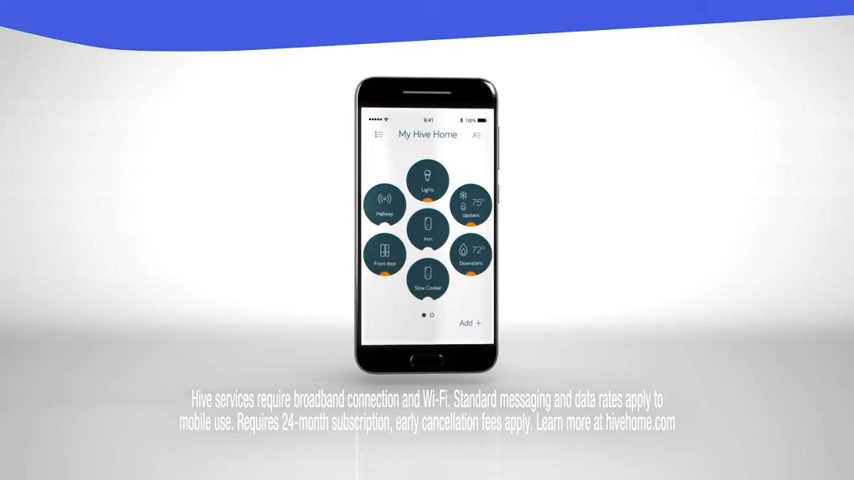 9:41
100%
My Hive Home
Lights
Hallway
75°
Upstairs
Iron
Front door
72°
Downstairs
Slow Cooker
Add +
Hive services require broadband connection and Wi-Fi. Standard messaging and data rates apply to
mobile use. Requires 24-month subscription, early cancellation fees apply. Learn more at hivehome.com